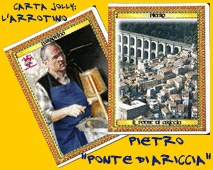 CARTA JOLLY:
L'ARROTINO
PIETRO
IL PONTE DI ARICCIA
PIETRO
"PONTE DI ARICCIA"